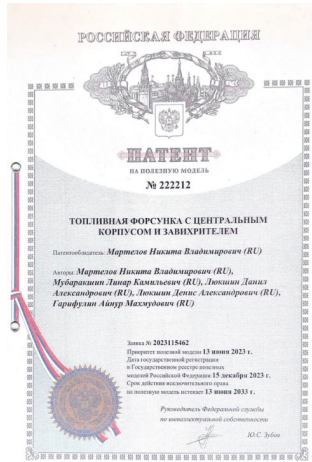 РОССИЙСКАЯ ФЕДЕРАЦИЯ
ПАТЕНТ
НА ПОЛЕЗНУЮ МОДЕЛЬ
№ 222212
ТОПЛИВНАЯ ФОРСУНКА С ЦЕНТРАЛЬНЫМ
КОРПУСОМ И ЗАВИХРИТЕЛЕМ
Патентообладатель: Мартелов Никита Владимирович (RU)
Авторы: Мартелов Никита Владимирович (RU),
Мубаракшин Линар Камильевич (RU), Люкшин Данил
Александрович (RU), Люкшин Денис Александрович (RU),
Гарифулин Айнур Махмудович (RU)
Заявка № 2023115462
Приоритет полезной модели 13 июня 2023 г.
Дата государственной регистрации
в Государственном реестре полезных
моделей Российской Федерации 15 декабря 2023 г.
Срок действия исключительного права
на полезную модель истекает 13 июня 2033 г.
Руководитель Федеральной службы
по интеллектуальной собственности
Ю.С. Зубов